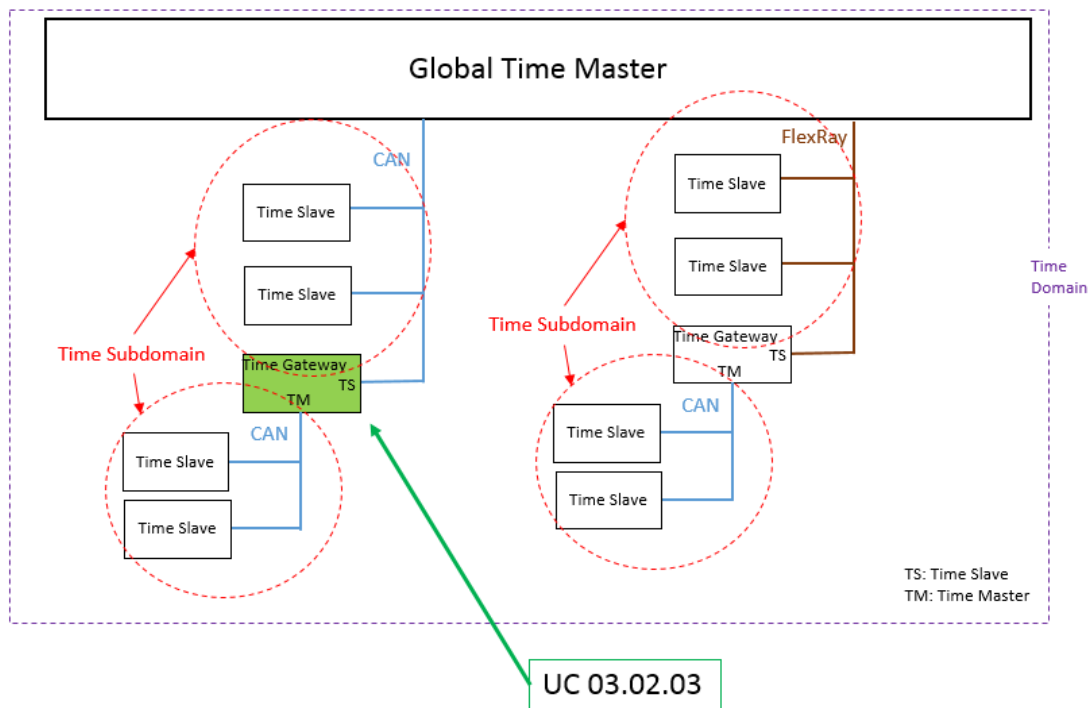 Global Time Master
CAN
FlexRay
Time Slave
Time Slave
Time Slave
Time Slave
Time
Domain
Time Subdomain
Time Subdomain
Time Gateway
TS
TM
Time Gateway
TS
TM
CAN
CAN
Time Slave
Time Slave
Time Slave
Time Slave
TS: Time Slave
TM: Time Master
UC 03.02.03